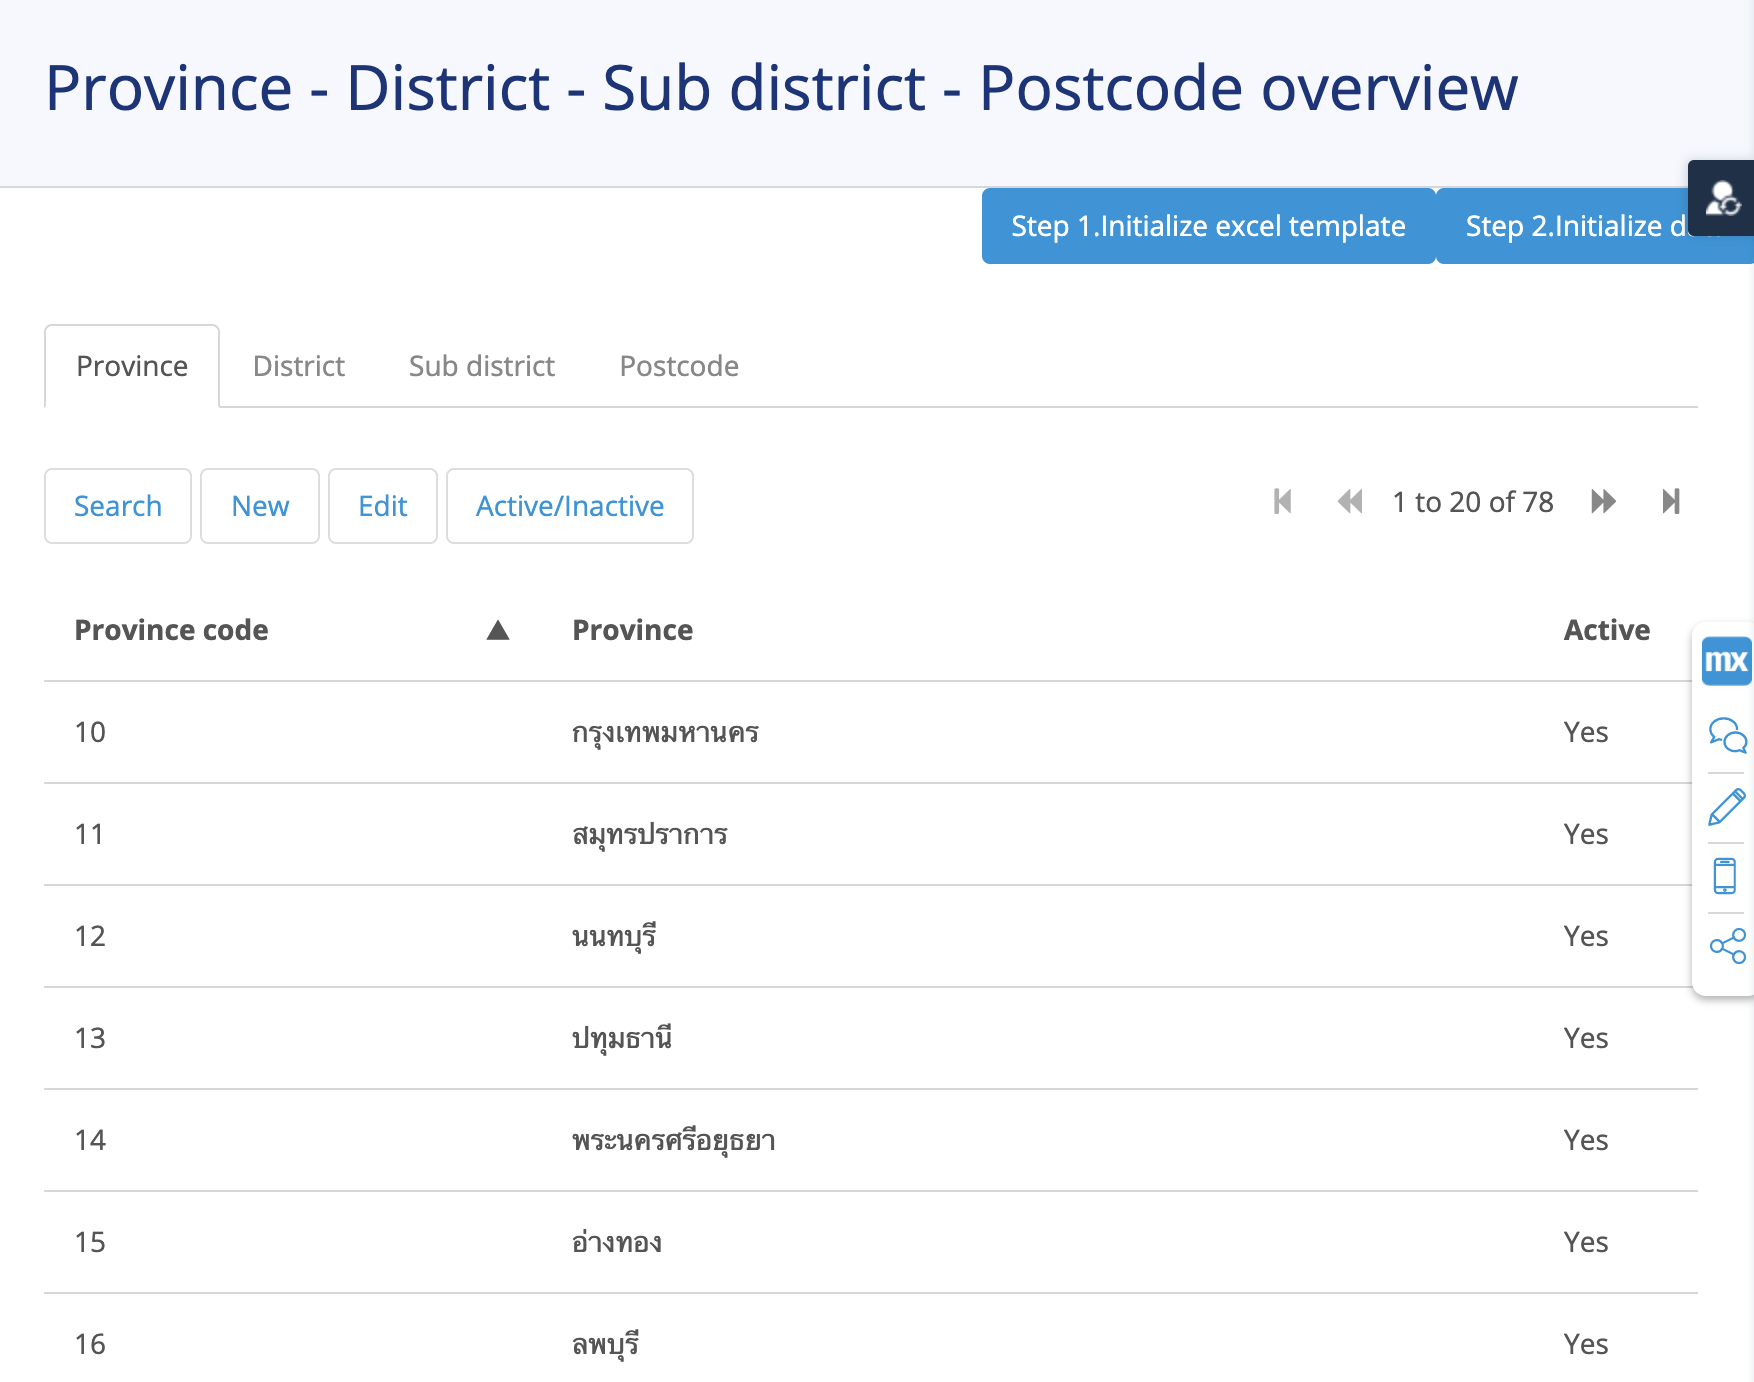 Province - District - Sub district - Postcode overview
Step 1.Initialize excel template Step 2.Initialize
Province District Sub district Postcode
Search New Edit Active/Inactive 1 to 20 of 78
Province code ▲ Province Active
mx
10 กรุงเทพมหานคร Yes
11 สมุทรปราการ Yes
12 นนทบุรี Yes
13 ปทุมธานี Yes
14 พระนครศรีอยุธยา Yes
15 อ่างทอง Yes
16 ลพบุรี Yes